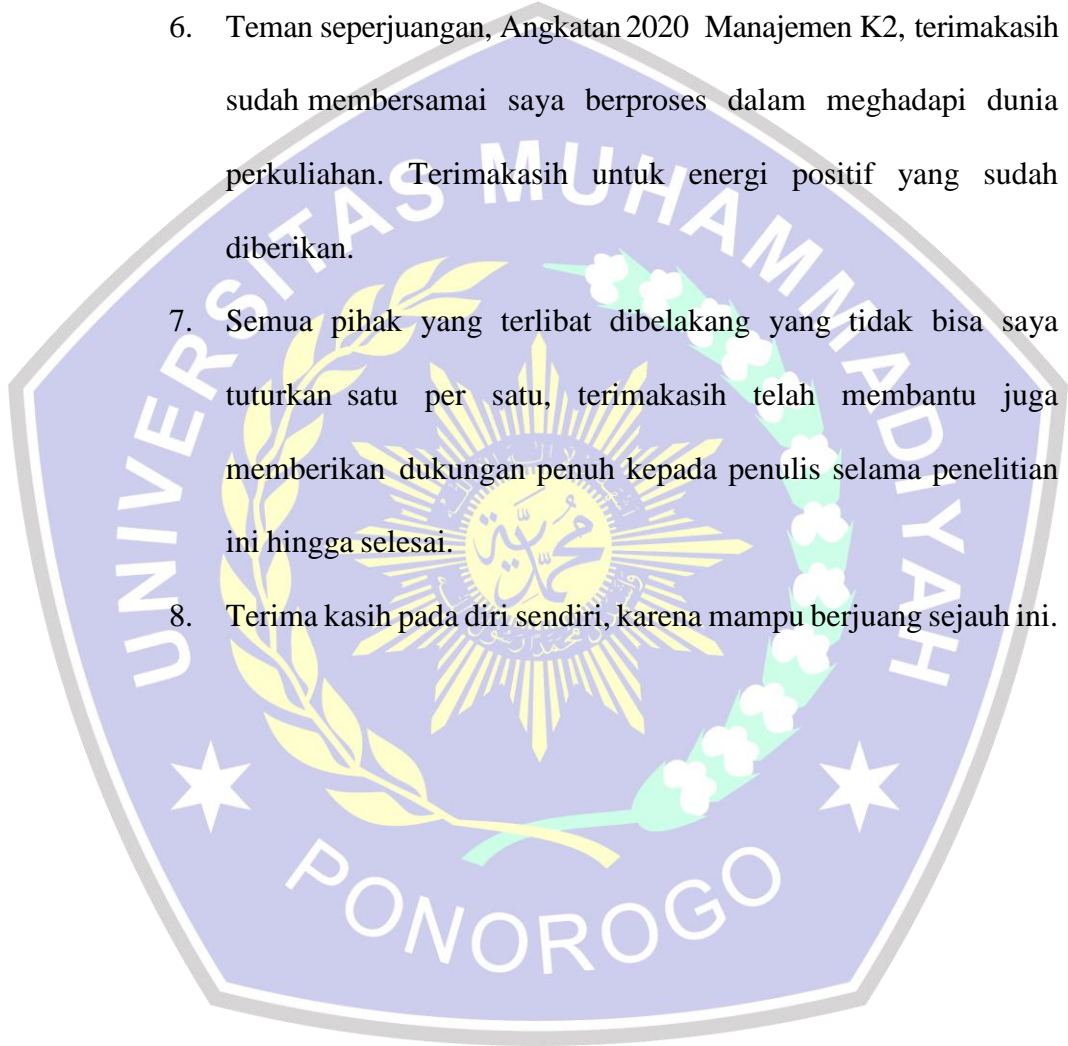 6. Teman seperjuangan, Angkatan 2020 Manajemen K2, terimakasih
sudah membersamai saya berproses dalam meghadapi dunia
perkuliahan. Terimakasih untuk energi positif yang sudah
diberikan.
7. Semua pihak yang terlibat dibelakang yang tidak bisa saya
tuturkan satu per satu, terimakasih telah membantu juga
memberikan dukungan penuh kepada penulis selama penelitian
ini hingga selesai.
8. Terima kasih pada diri sendiri, karena mampu berjuang sejauh ini.
UNIVERSITAS MUHAMMADIYAH
PONOROGO